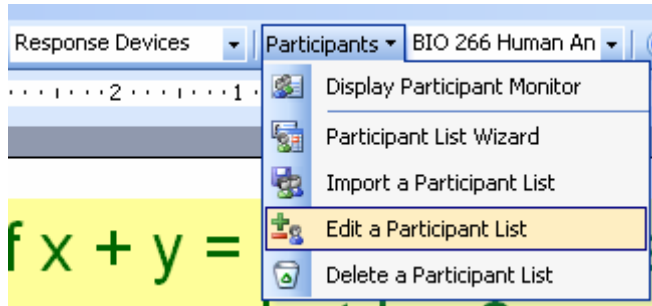 Response Devices Participants BIO 266 Human An
2 1
Display Participant Monitor
Participant List Wizard
Import a Participant List
Edit a Participant List
f x + y =
Delete a Participant List